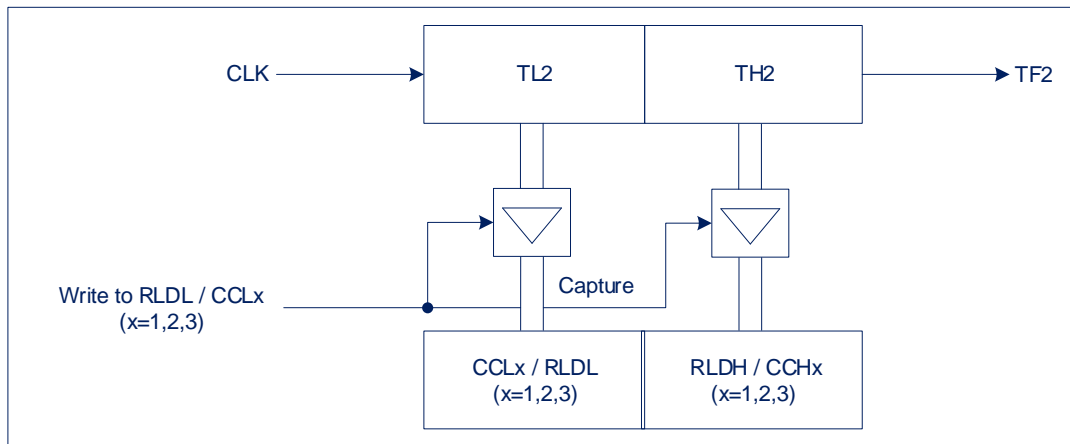 CLK
TL2
TH2
TF2
Capture
Write to RLDL / CCLx
(x=1,2,3)
CCLx / RLDL
(x=1,2,3)
RLDH / CCHx
(x=1,2,3)